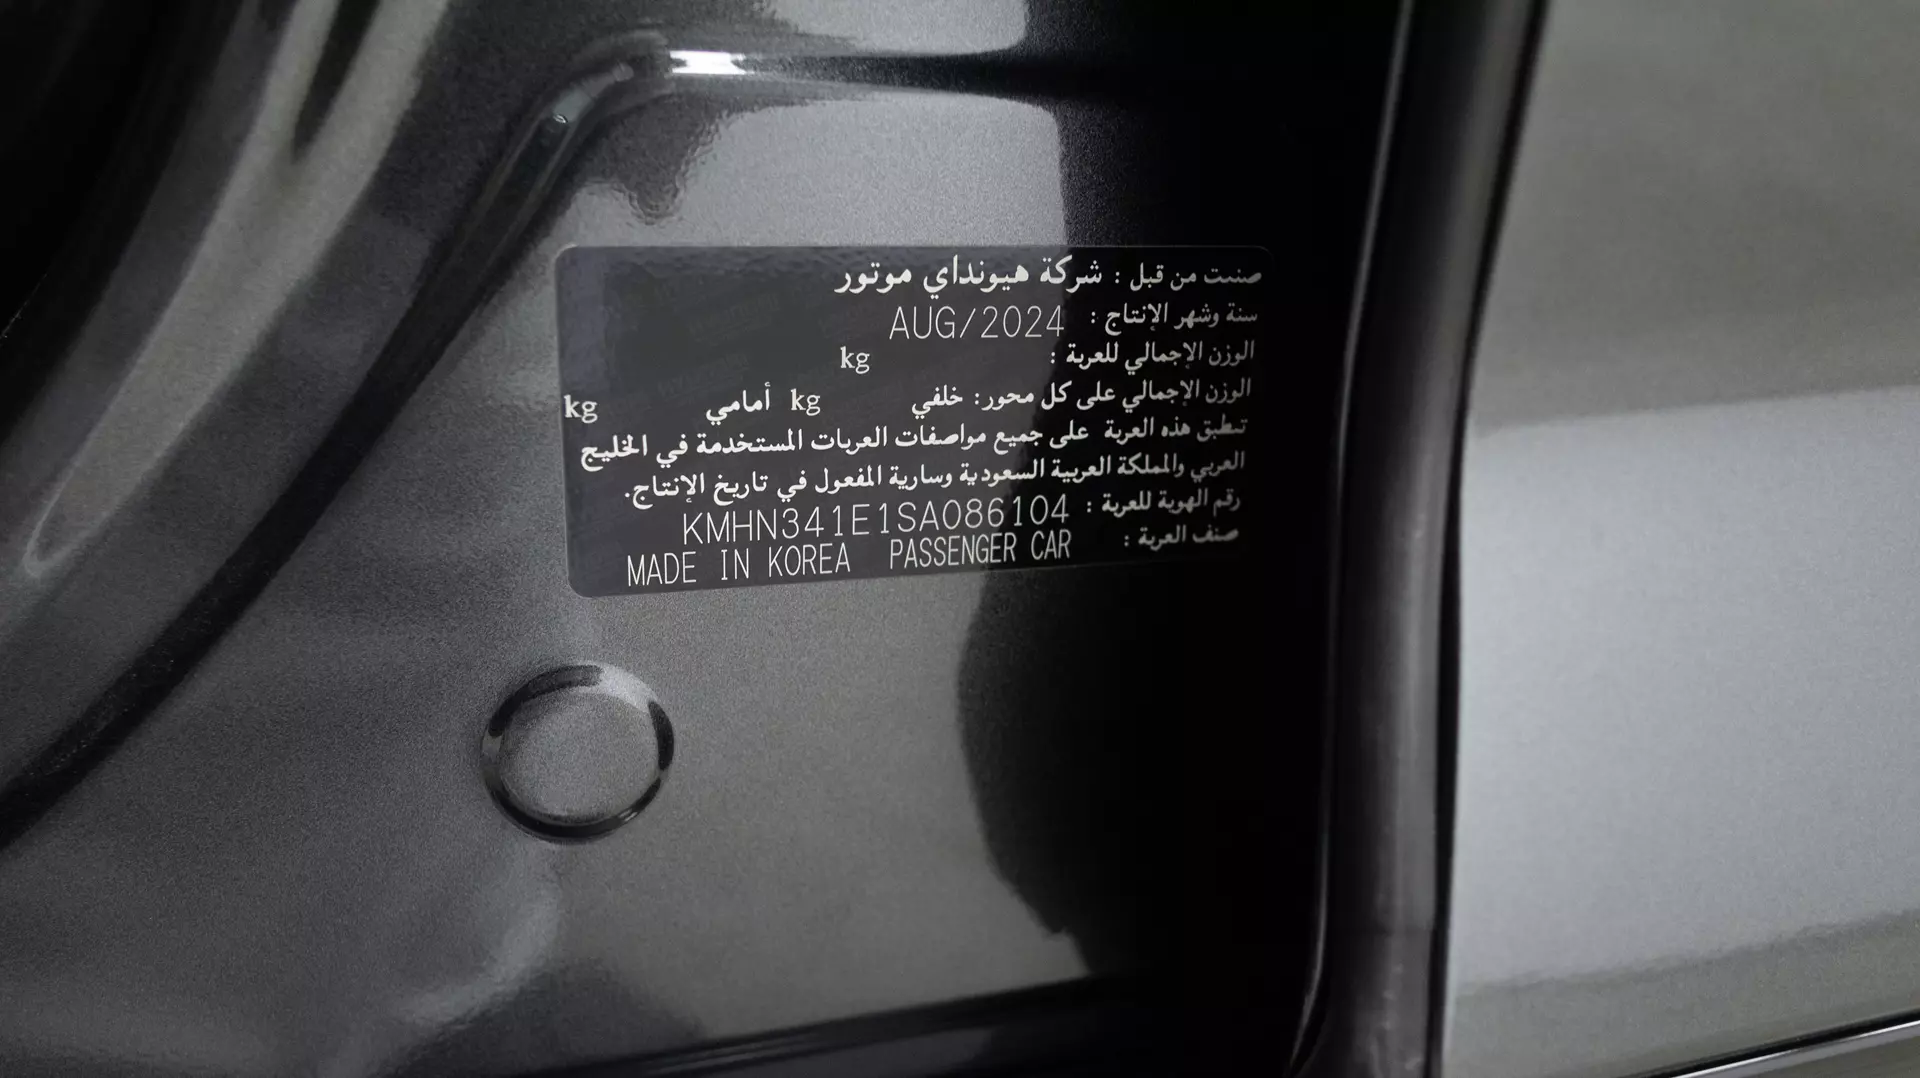 صنعت من قبل : شركة هيونداي موتور
سنة وشهر الإنتاج : AUG/2024
الوزن الإجمالي للعربة : kg
الوزن الإجمالي على كل محور: خلفي kg أمامي kg
تنطبق هذه العربة على جميع مواصفات العربات المستخدمة في الخليج
العربي والمملكة العربية السعودية وسارية المفعول في تاريخ الإنتاج.
رقم الهوية للعربة : KMHN341E1SA086104
صنف العربة : PASSENGER CAR MADE IN KOREA